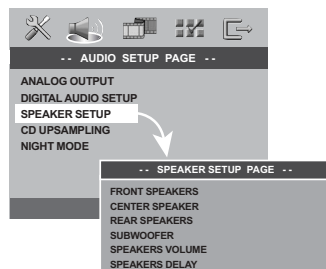 -- AUDIO SETUP PAGE --
ANALOG OUTPUT
DIGITAL AUDIO SETUP
SPEAKER SETUP
CD UPSAMPLING
NIGHT MODE
-- SPEAKER SETUP PAGE --
FRONT SPEAKERS
CENTER SPEAKER
REAR SPEAKERS
SUBWOOFER
SPEAKERS VOLUME
SPEAKERS DELAY